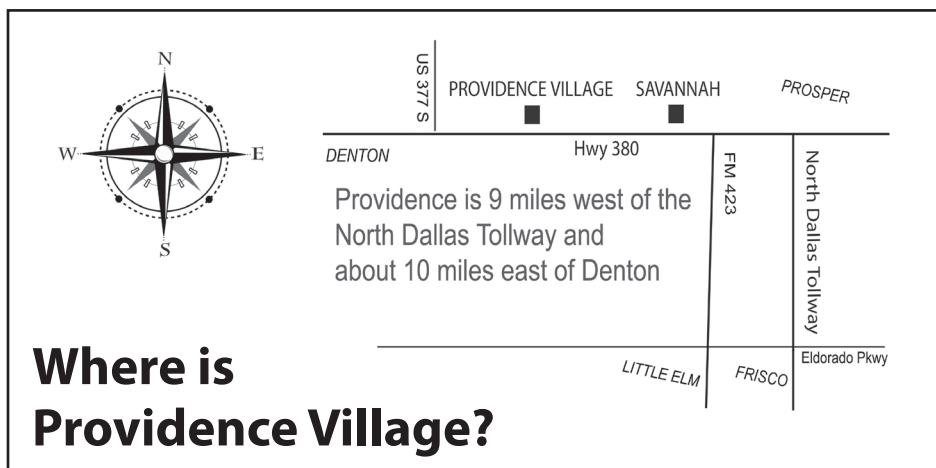 N
W
E
S
US 377 S
PROVIDENCE VILLAGE
SAVANNAH
PROSPER
DENTON
Hwy 380
FM 423
North Dallas Tollway
Providence is 9 miles west of the
North Dallas Tollway and
about 10 miles east of Denton
Eldorado Pkwy
LITTLE ELM
FRISCO
Where is
Providence Village?